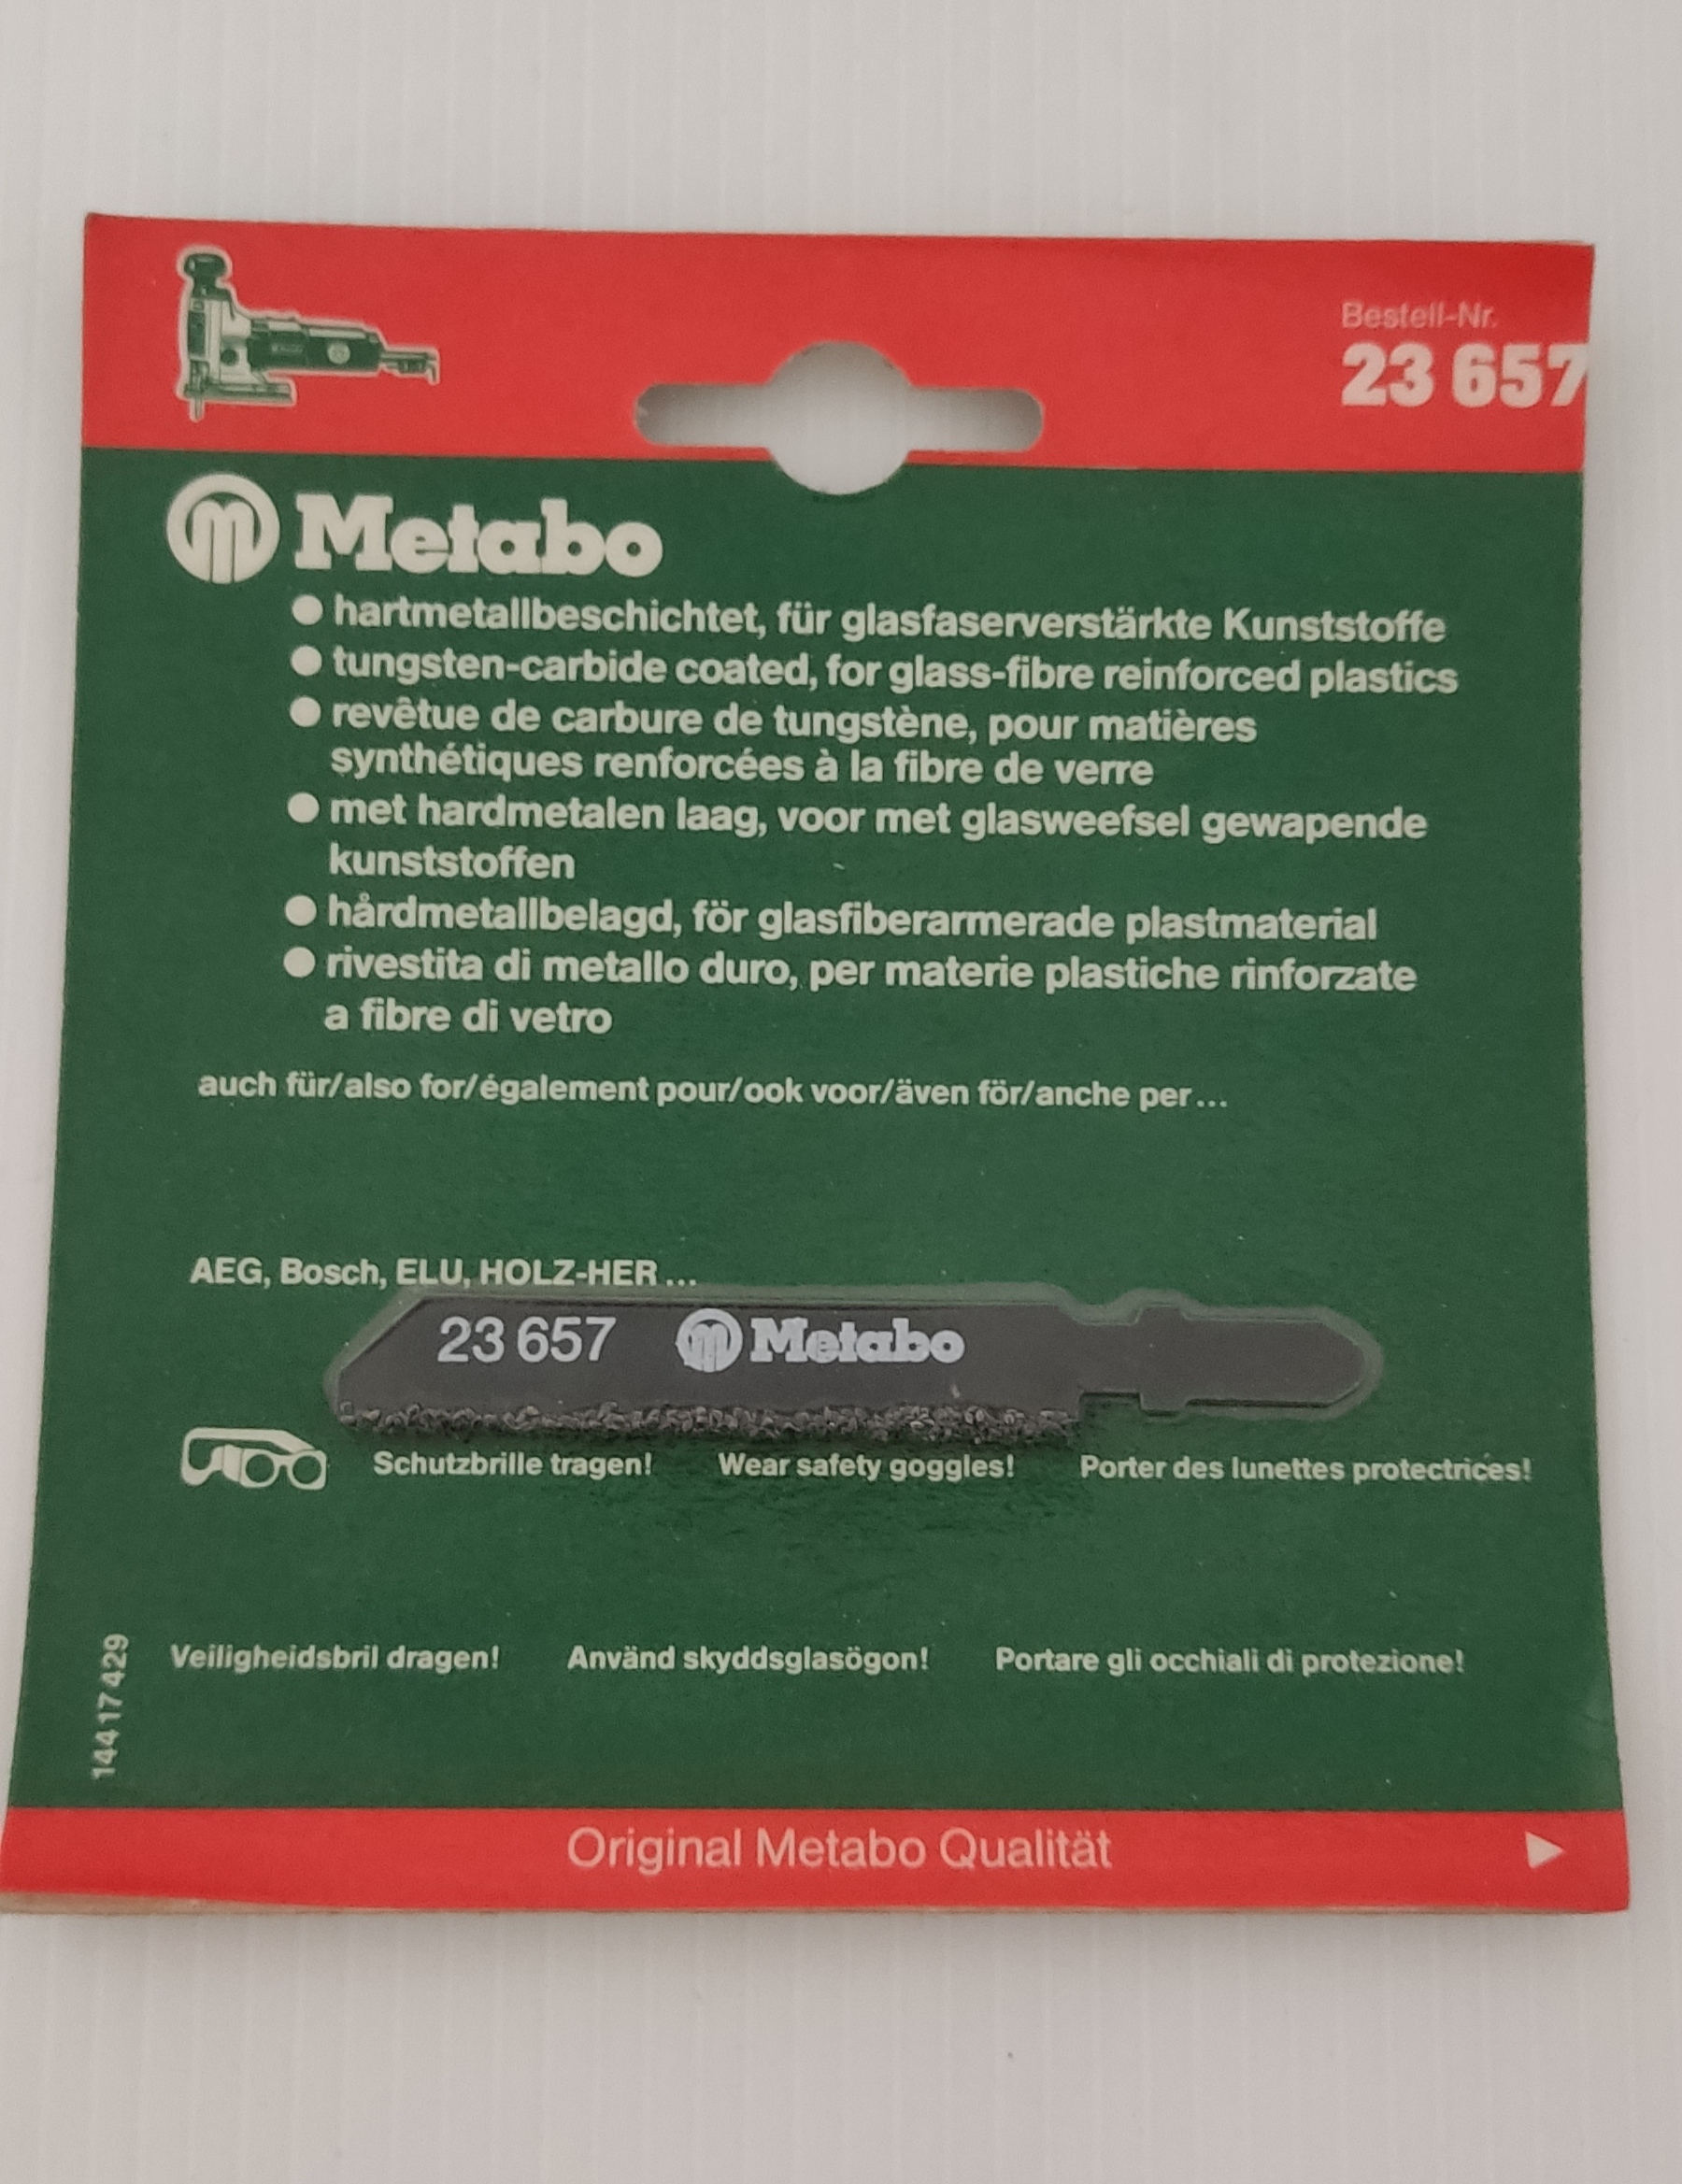 Bestell-Nr.
23 657
Metabo
● hartmetallbeschichtet, für glasfaserverstärkte Kunststoffe
● tungsten-carbide coated, for glass-fibre reinforced plastics
● revêtue de carbure de tungstène, pour matières
synthétiques renforcées à la fibre de verre
● met hardmetalen laag, voor met glasweefsel gewapende
kunststoffen
● hårdmetallbelagd, för glasfiberarmerade plastmaterial
● rivestita di metallo duro, per materie plastiche rinforzate
a fibre di vetro
auch für/also for/également pour/ook voor/även för/anche per...
AEG, Bosch, ELU, HOLZ-HER...
23 657 Metabo
Schutzbrille tragen! Wear safety goggles! Porter des lunettes protectrices!
Veiligheidsbril dragen! Använd skyddsglasögon! Portare gli occhiali di protezione!
144 17 429
Original Metabo Qualität